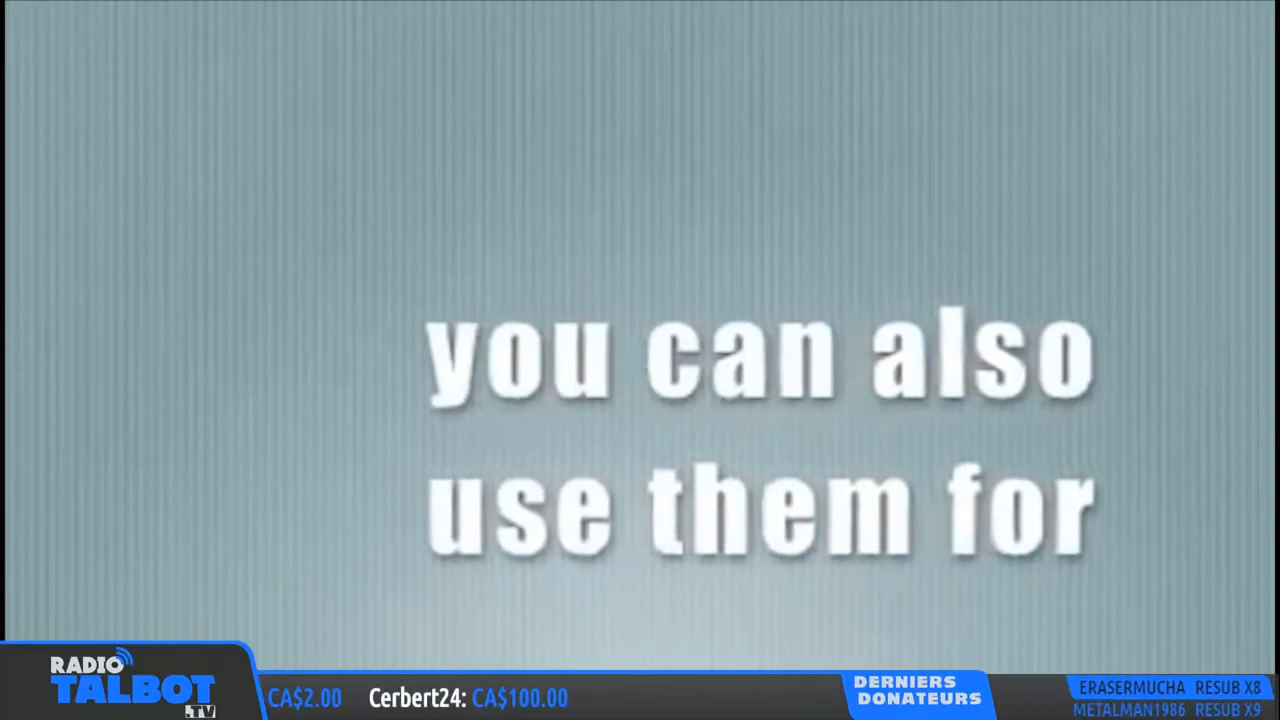 you can also
use them for
RADIO
TALBOT
.TV
CA$2.00 Cerbert24: CA$100.00
DERNIERS
DONATEURS
ERASERMUCHA RESUB X8
METALMAN1986 RESUB X9